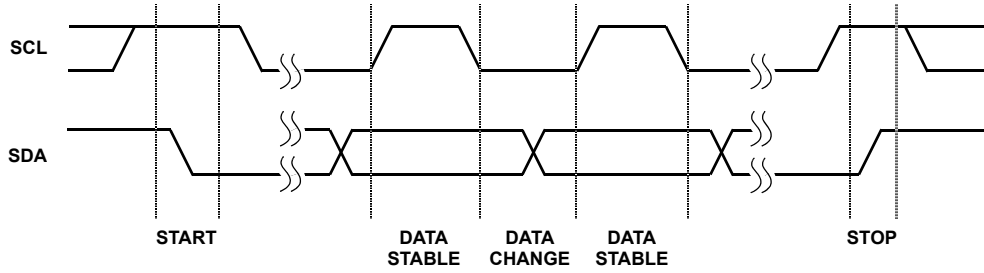 SCL
SDA
START
DATA
STABLE
DATA
CHANGE
DATA
STABLE
STOP